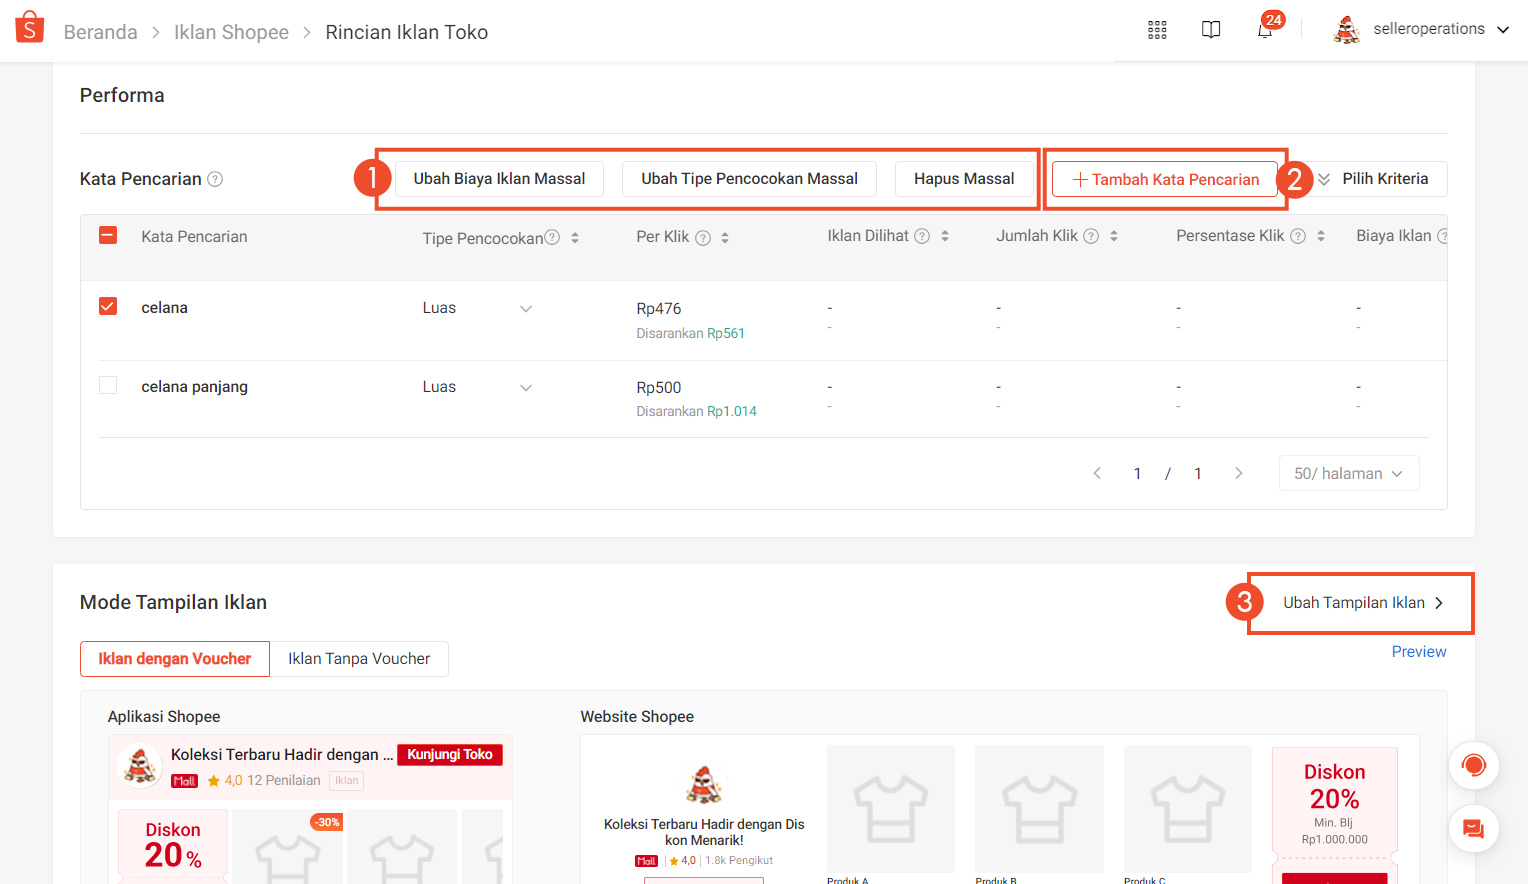 Beranda > Iklan Shopee > Rincian Iklan Toko
24
selleroperations
Performa
Kata Pencarian
1
Ubah Biaya Iklan Massal
Ubah Tipe Pencocokan Massal
Hapus Massal
+ Tambah Kata Pencarian
2
Pilih Kriteria
Kata Pencarian
Tipe Pencocokan
Per Klik
Iklan Dilihat
Jumlah Klik
Persentase Klik
Biaya Iklan
celana
Luas
Rp476
- - - -
Disarankan Rp561
- - - -
celana panjang
Luas
Rp500
- - - -
Disarankan Rp1.014
- - - -
< 1 / 1 >
50/ halaman
Mode Tampilan Iklan
3
Ubah Tampilan Iklan >
Iklan dengan Voucher
Iklan Tanpa Voucher
Preview
Aplikasi Shopee
Koleksi Terbaru Hadir dengan ...
Kunjungi Toko
Mall 4,0 12 Penilaian Iklan
Diskon
20%
-30%
Website Shopee
Koleksi Terbaru Hadir dengan Dis
kon Menarik!
Mall 4,0 1.8k Pengikut
Produk A
Produk B
Produk C
Diskon
20%
Min. Blj
Rp1.000.000